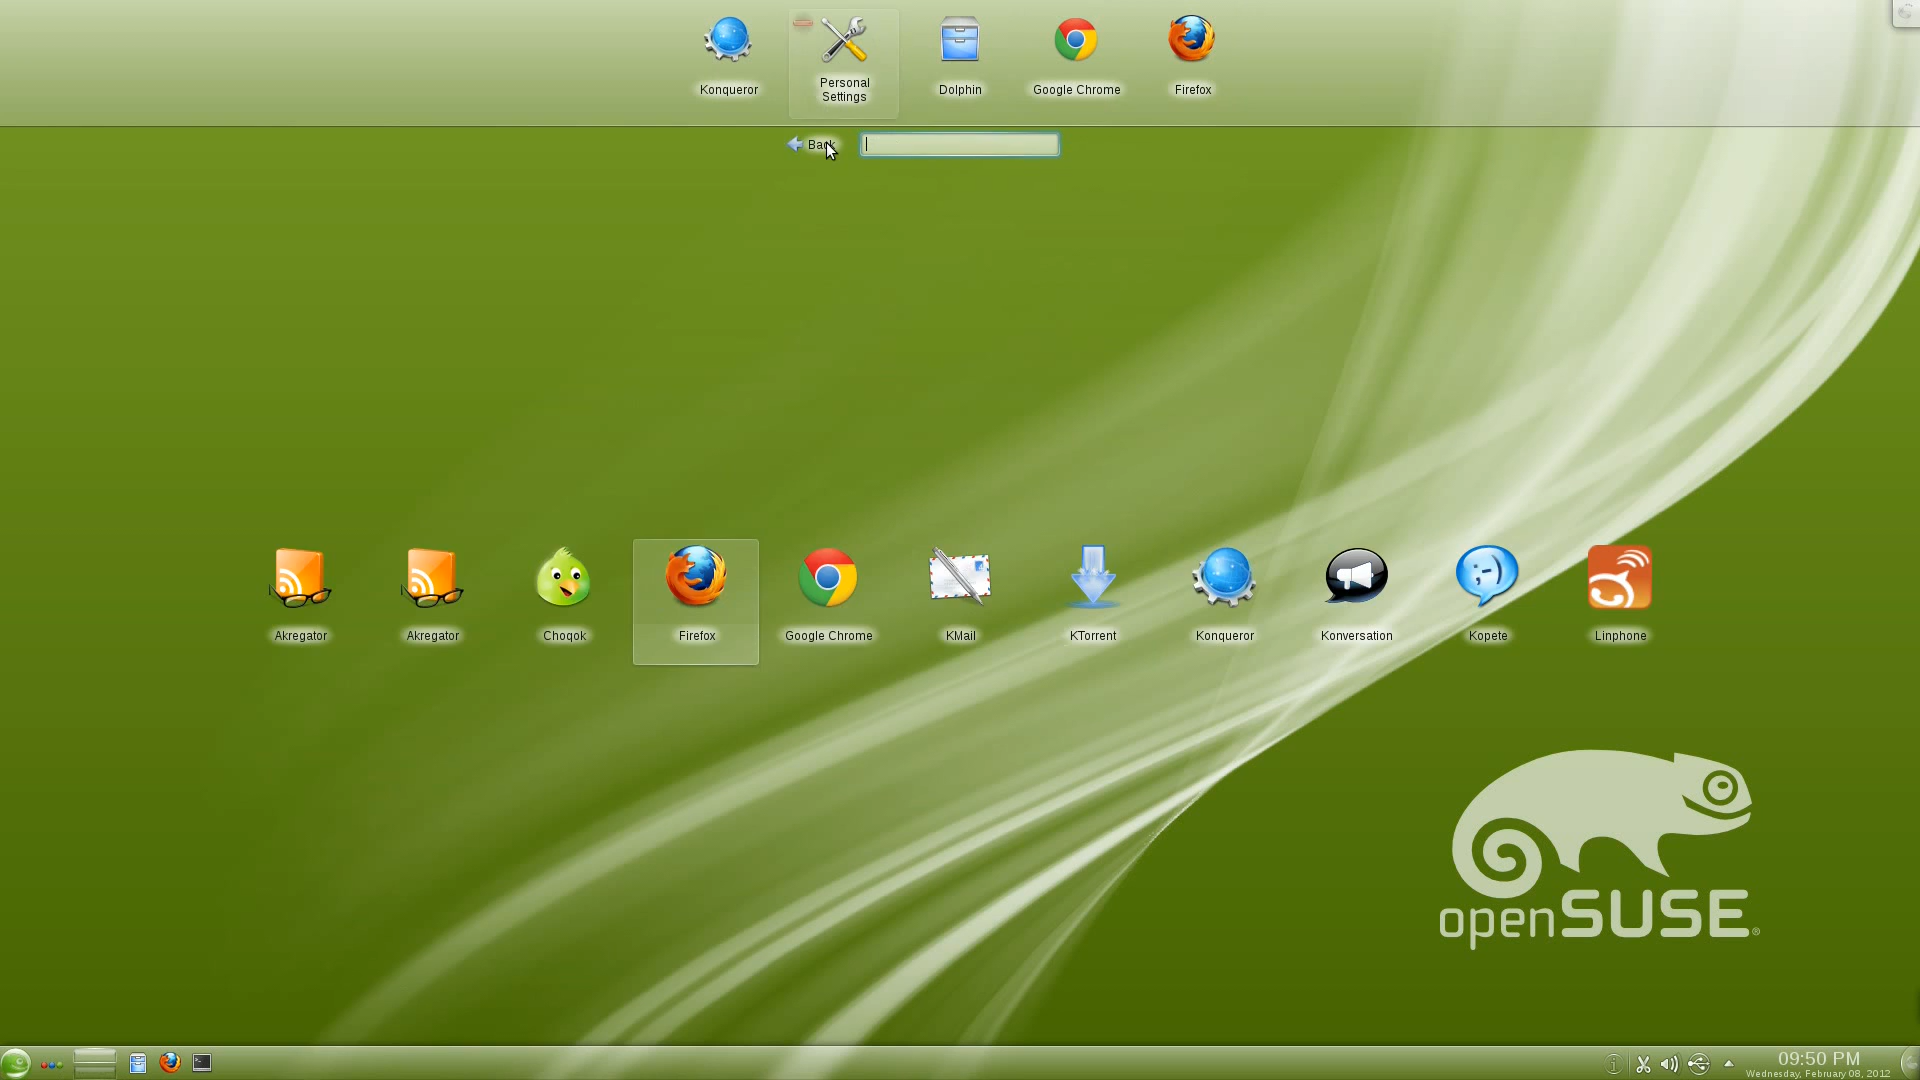 Konqueror
Personal
Settings
Dolphin
Google Chrome
Firefox
Back
Akregator
Akregator
Choqok
Firefox
Google Chrome
KMail
KTorrent
Konqueror
Konversation
Kopete
Linphone
openSUSE®
09:50 PM
Wednesday, February 08, 2012